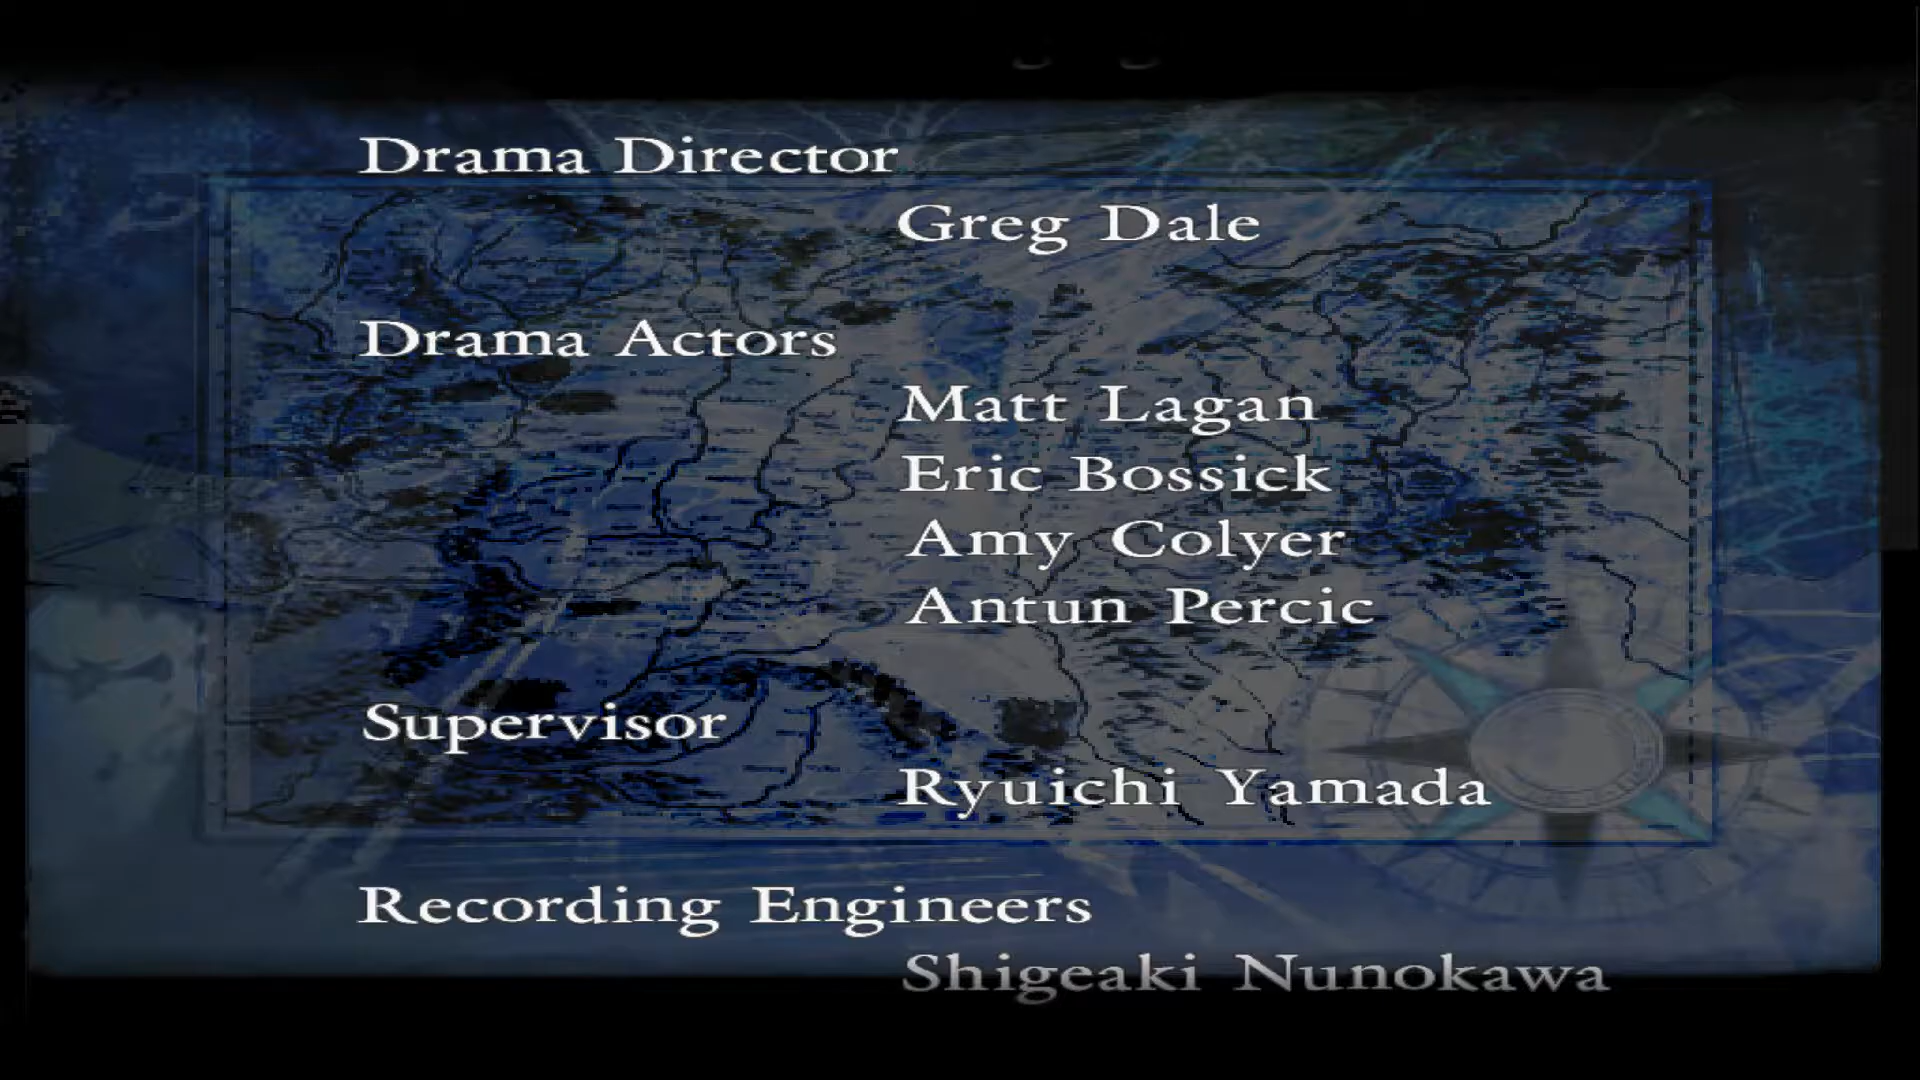 Drama Director
Greg Dale
Drama Actors
Matt Lagan
Eric Bossick
Amy Colyer
Antun Percic
Supervisor
Ryuichi Yamada
Recording Engineers
Shigeaki Nunokawa